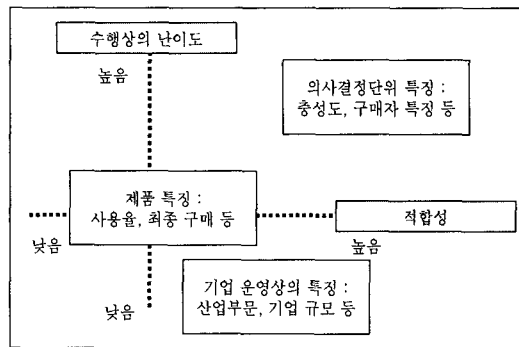 수행상의 난이도
높음
의사결정단위 특징 :
충성도, 구매자 특징 등
제품 특징 :
사용율, 최종 구매 등
적합성
낮음
높음
기업 운영상의 특징 :
산업부문, 기업 규모 등
낮음